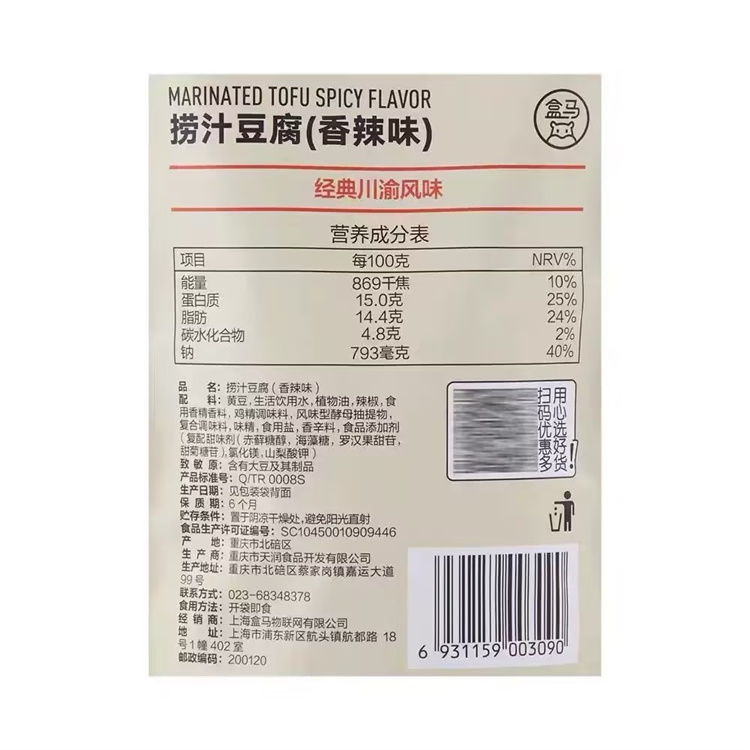 MARINATED TOFU SPICY FLAVOR
捞汁豆腐(香辣味)
盒马
经典川渝风味
营养成分表
项目 每100克 NRV%
能量 869千焦 10%
蛋白质 15.0克 25%
脂肪 14.4克 24%
碳水化合物 4.8克 2%
钠 793毫克 40%
品 名：捞汁豆腐（香辣味）
配 料：黄豆，生活饮用水，植物油，辣椒，食
用香精香料，鸡精调味料，风味型酵母抽提物，
复合调味料，味精，食用盐，香辛料，食品添加剂
（复配甜味剂（赤藓糖醇，海藻糖，罗汉果甜苷，
甜菊糖苷），氯化镁，山梨酸钾）
致 敏 原：含有大豆及其制品
产品标准号：Q/TR 0008S
生产日期：见包装袋背面
保 质 期：6个月
贮存条件：置于阴凉干燥处，避免阳光直射
食品生产许可证编号：SC10450010909446
产 地：重庆市北碚区
生 产 商：重庆市天润食品开发有限公司
生产地址：重庆市北碚区蔡家岗镇嘉运大道
99号
联系方式：023-68348378
食用方法：开袋即食
经 销 商：上海盒马物联网有限公司
地 址：上海市浦东新区航头镇航都路 18
号1幢402室
邮政编码：200120
用心选好货！
扫码优惠多
6 931159 003090